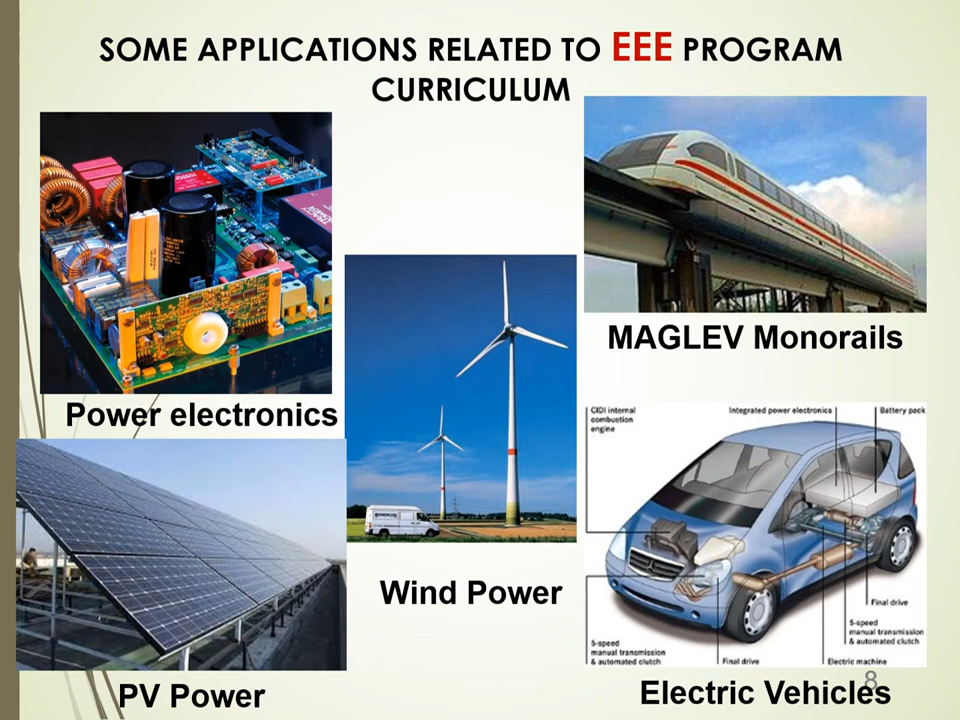 SOME APPLICATIONS RELATED TO EEE PROGRAM
CURRICULUM
Power electronics
MAGLEV Monorails
CIDI internal
combustion
engine
Integrated power electronics
Battery pack
Final drive
5-speed
manual transmission
& automated clutch
5-speed
manual transmission
& automated clutch
Final drive
Electric machine
Wind Power
PV Power
Electric Vehicles
8